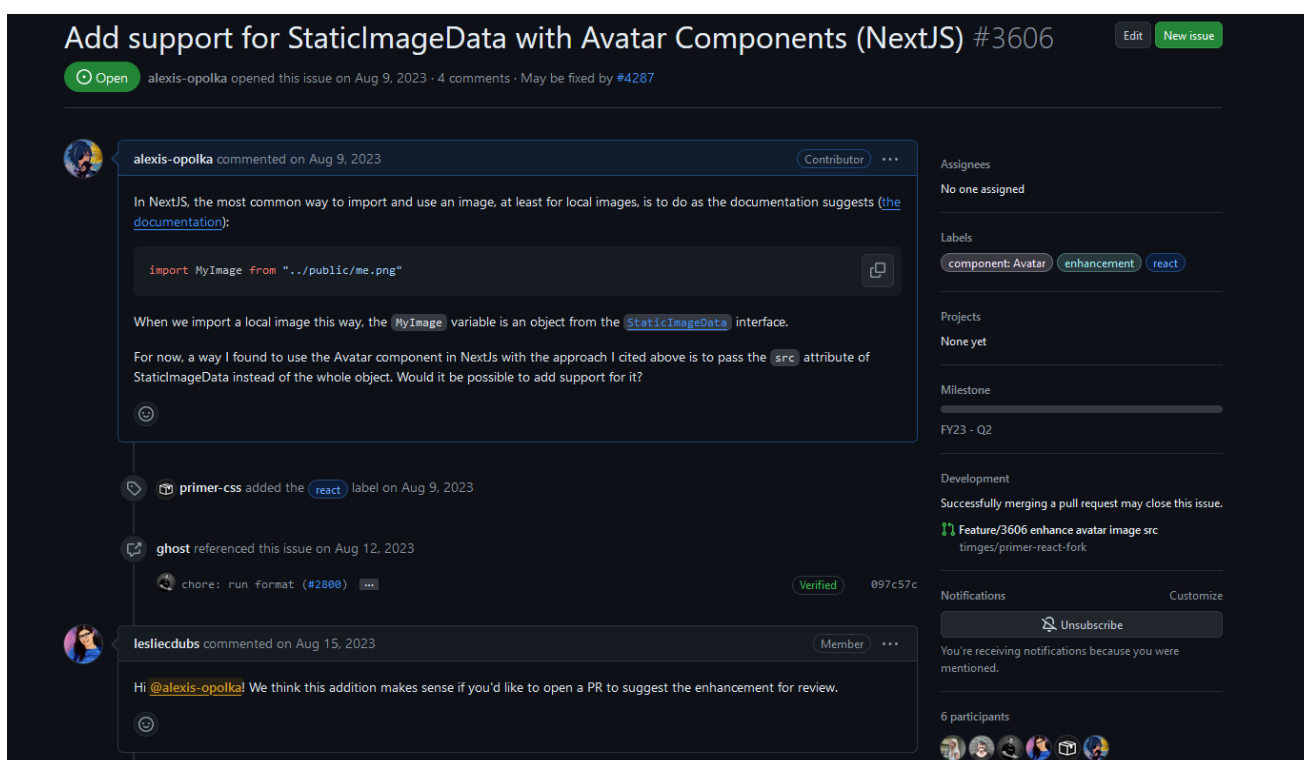 Add support for StaticImageData with Avatar Components (NextJS) #3606
Edit
New issue
Open
alexis-opolka opened this issue on Aug 9, 2023 · 4 comments · May be fixed by #4287
alexis-opolka commented on Aug 9, 2023
Contributor
In NextJS, the most common way to import and use an image, at least for local images, is to do as the documentation suggests (the
documentation):
import MyImage from "../public/me.png"
When we import a local image this way, the MyImage variable is an object from the StaticImageData interface.
For now, a way I found to use the Avatar component in NextJs with the approach I cited above is to pass the src attribute of
StaticImageData instead of the whole object. Would it be possible to add support for it?
primer-css added the react label on Aug 9, 2023
ghost referenced this issue on Aug 12, 2023
chore: run format (#2800) ...
Verified
097c57c
lesliecdubs commented on Aug 15, 2023
Member
Hi @alexis-opolka! We think this addition makes sense if you'd like to open a PR to suggest the enhancement for review.
Assignees
No one assigned
Labels
component: Avatar
enhancement
react
Projects
None yet
Milestone
FY23 - Q2
Development
Successfully merging a pull request may close this issue.
Feature/3606 enhance avatar image src
timges/primer-react-fork
Notifications
Customize
Unsubscribe
You're receiving notifications because you were
mentioned.
6 participants